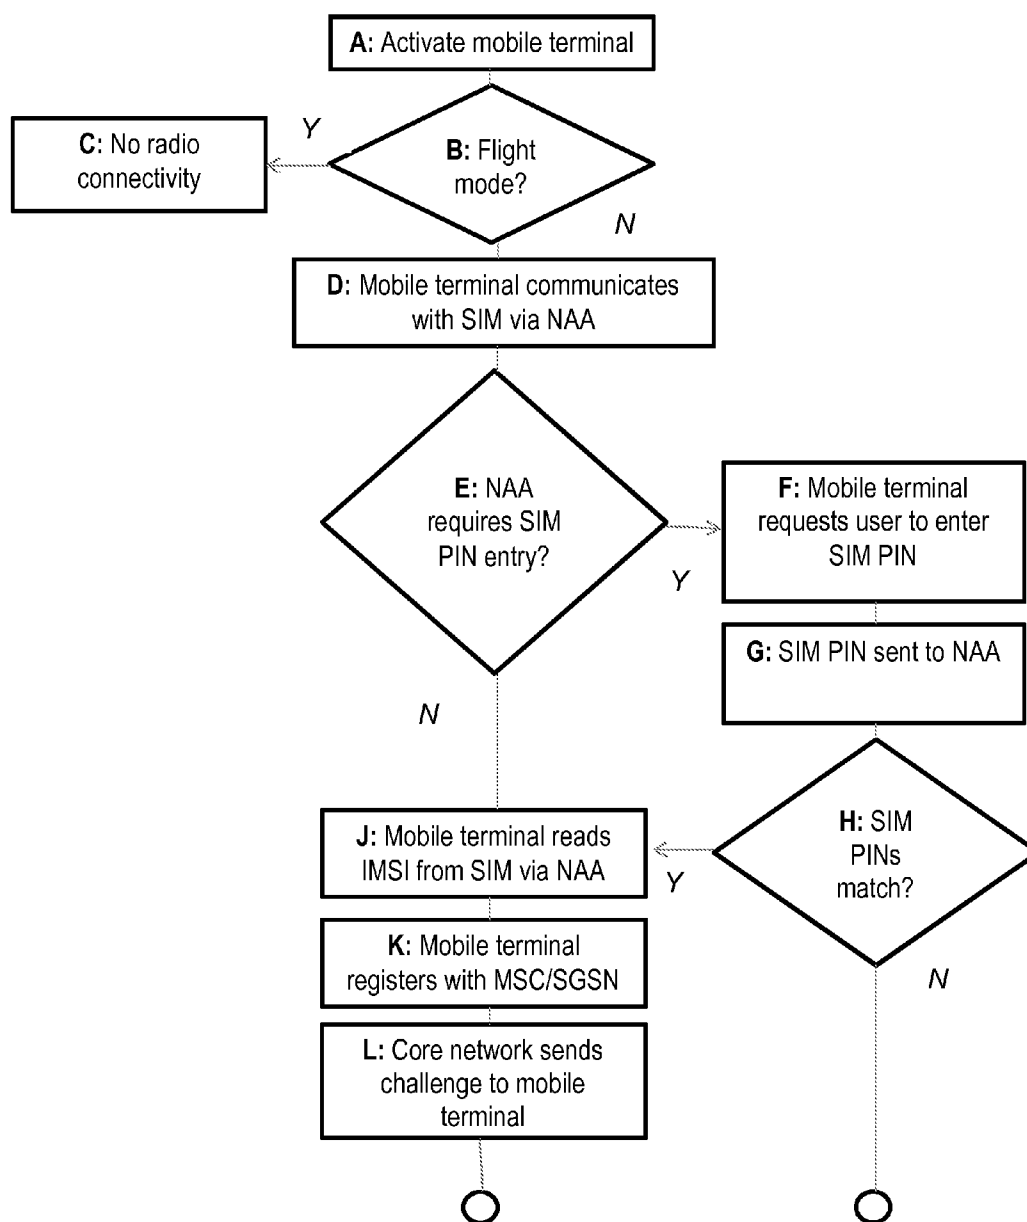 A: Activate mobile terminal
Y
C: No radio
connectivity
B: Flight
mode?
N
D: Mobile terminal communicates
with SIM via NAA
E: NAA
requires SIM
PIN entry?
Y
F: Mobile terminal
requests user to enter
SIM PIN
G: SIM PIN sent to NAA
N
J: Mobile terminal reads
IMSI from SIM via NAA
Y
H: SIM
PINs
match?
N
K: Mobile terminal
registers with MSC/SGSN
L: Core network sends
challenge to mobile
terminal